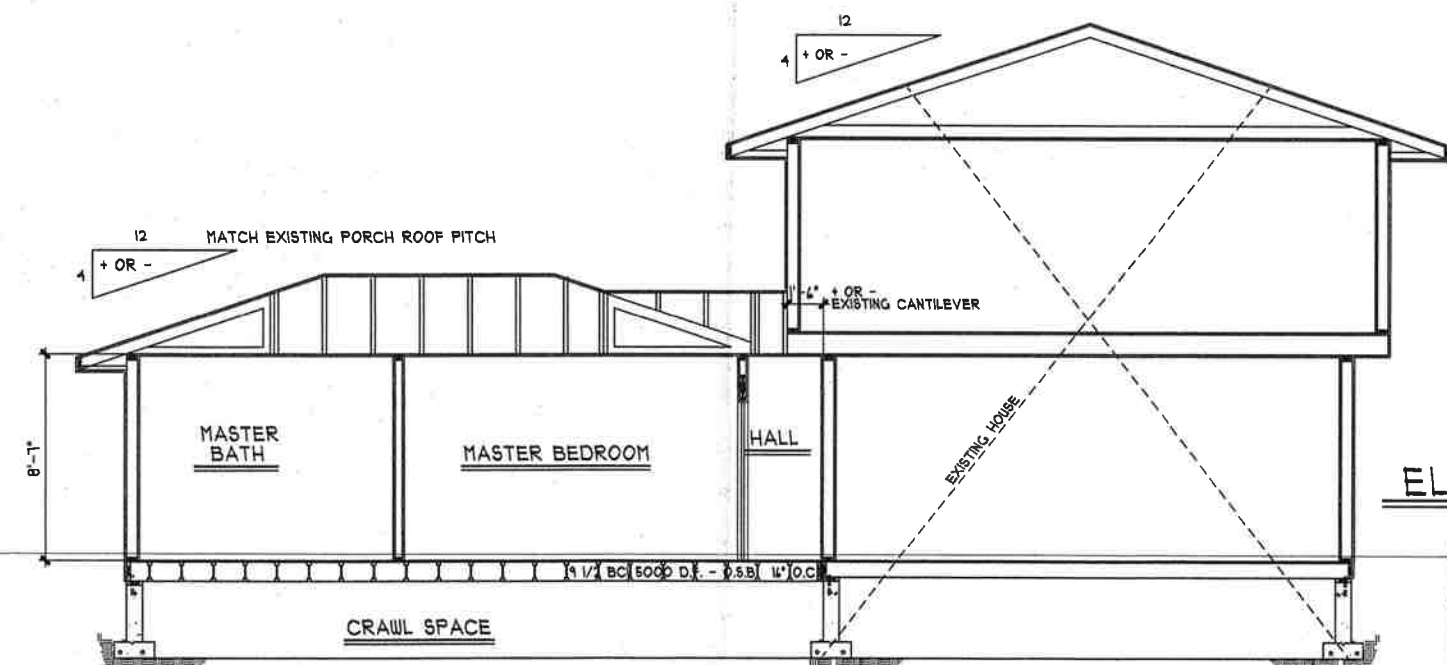 12
4 + OR -
12
4 + OR -
MATCH EXISTING PORCH ROOF PITCH
1'-6" + OR -
EXISTING CANTILEVER
8'-1"
MASTER
BATH
MASTER BEDROOM
HALL
EXISTING HOUSE
EL
9 1/2 BCI 5000 D.F. - O.S.B 16" O.C
CRAWL SPACE